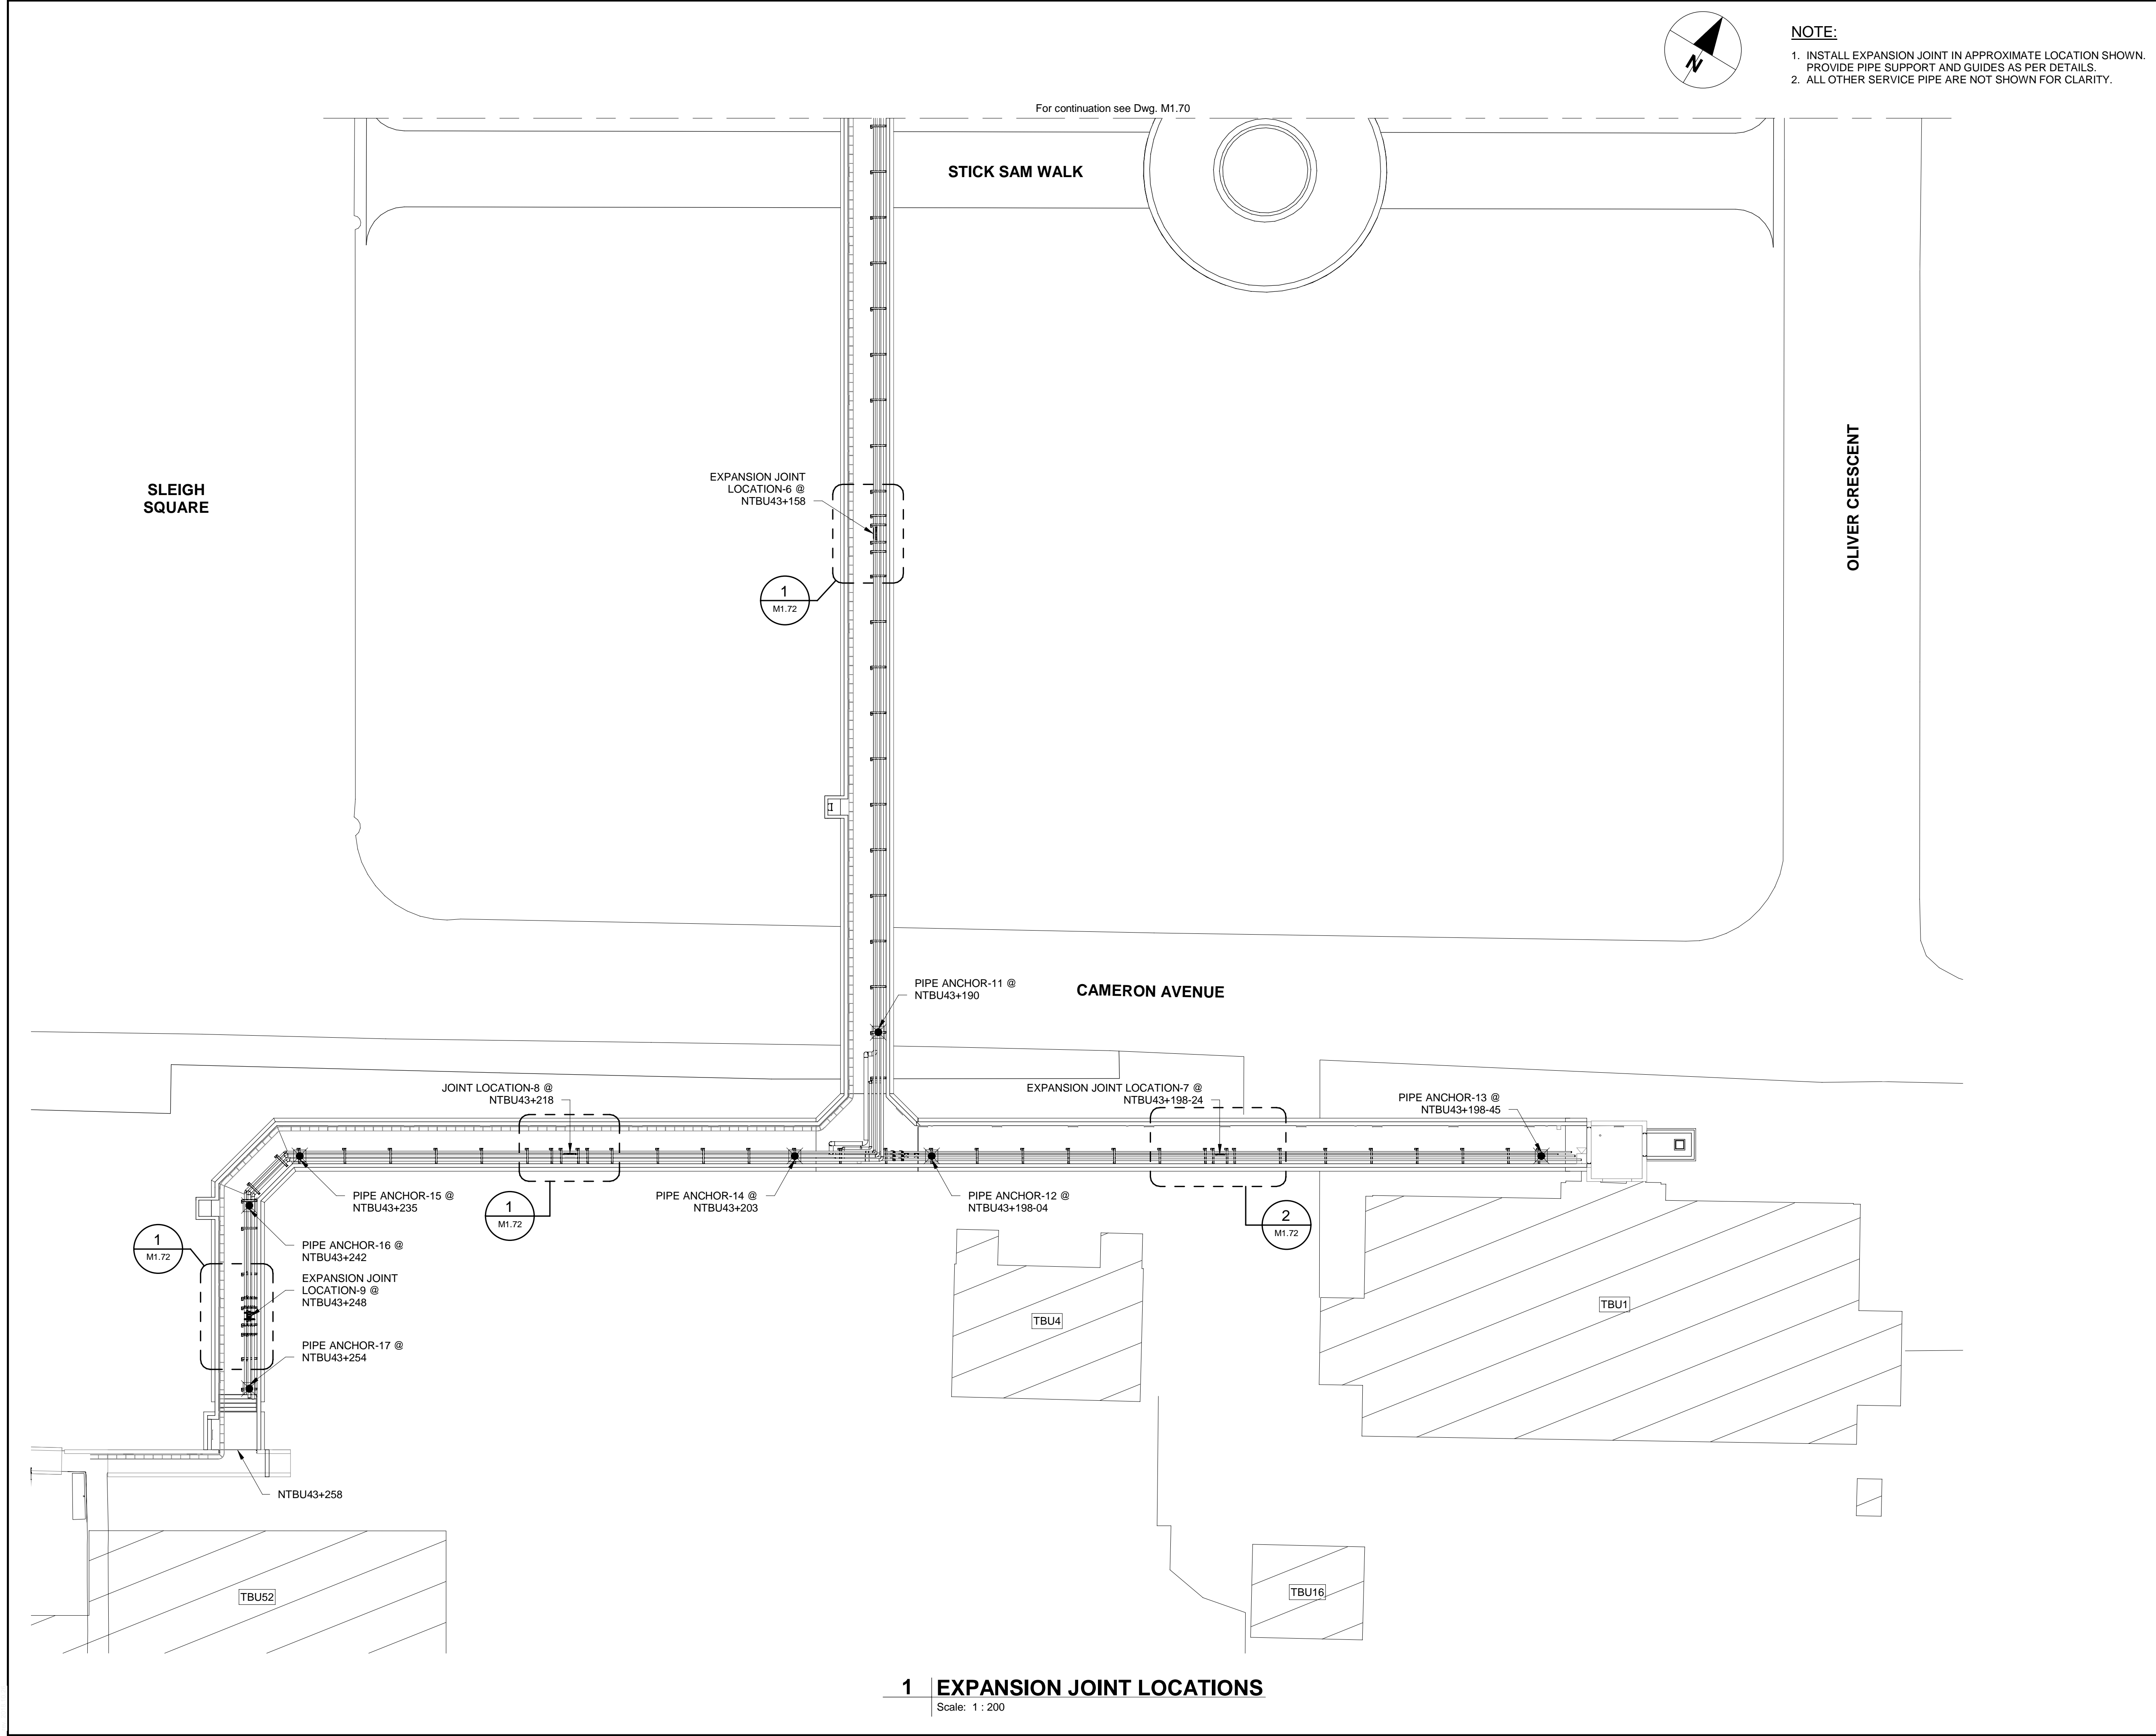 N
NOTE:
1. INSTALL EXPANSION JOINT IN APPROXIMATE LOCATION SHOWN.
PROVIDE PIPE SUPPORT AND GUIDES AS PER DETAILS.
2. ALL OTHER SERVICE PIPE ARE NOT SHOWN FOR CLARITY.
For continuation see Dwg. M1.70
STICK SAM WALK
SLEIGH
SQUARE
OLIVER CRESCENT
EXPANSION JOINT
LOCATION-6 @
NTBU43+158
1
M1.72
PIPE ANCHOR-11 @
NTBU43+190
CAMERON AVENUE
JOINT LOCATION-8 @
NTBU43+218
EXPANSION JOINT LOCATION-7 @
NTBU43+198-24
PIPE ANCHOR-13 @
NTBU43+198-45
PIPE ANCHOR-15 @
NTBU43+235
1
M1.72
PIPE ANCHOR-14 @
NTBU43+203
PIPE ANCHOR-12 @
NTBU43+198-04
2
M1.72
1
M1.72
PIPE ANCHOR-16 @
NTBU43+242
EXPANSION JOINT
LOCATION-9 @
NTBU43+248
PIPE ANCHOR-17 @
NTBU43+254
TBU4
TBU1
NTBU43+258
TBU52
TBU16
1 EXPANSION JOINT LOCATIONS
Scale: 1 : 200